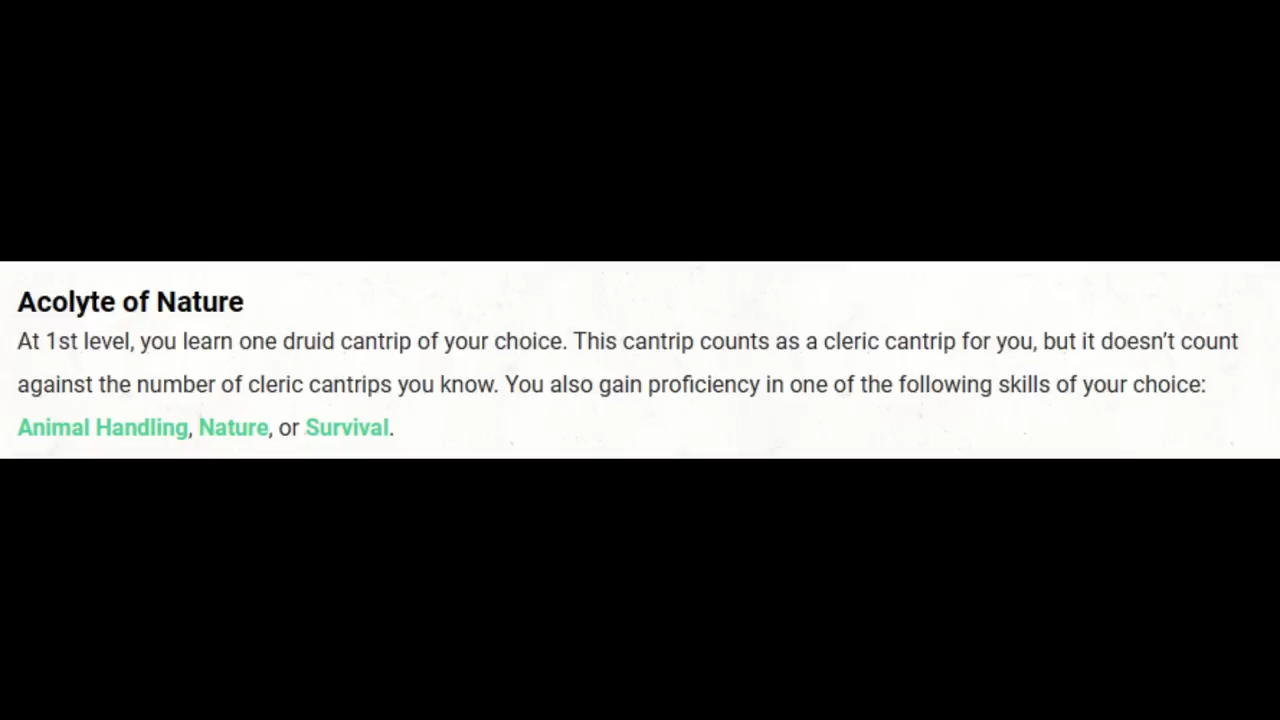 Acolyte of Nature
At 1st level, you learn one druid cantrip of your choice. This cantrip counts as a cleric cantrip for you, but it doesn’t count
against the number of cleric cantrips you know. You also gain proficiency in one of the following skills of your choice:
Animal Handling, Nature, or Survival.